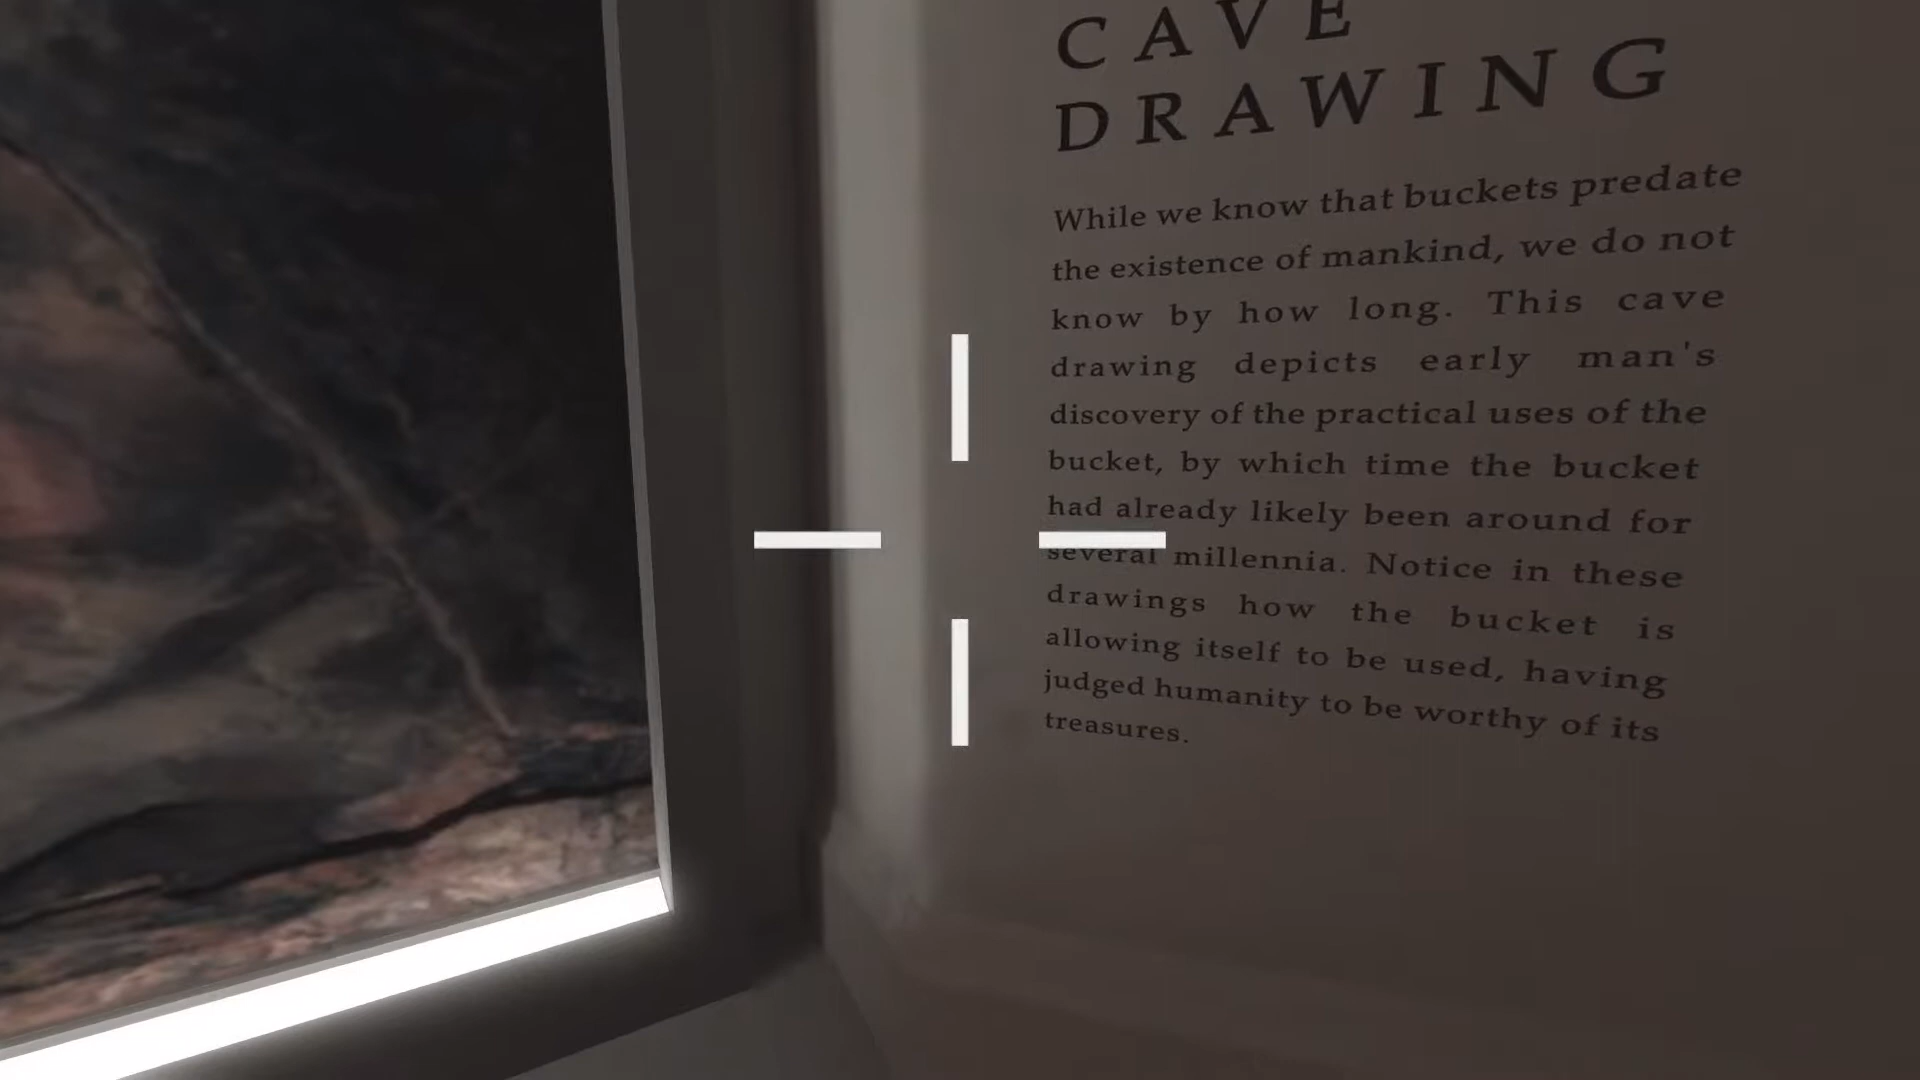 CAVE
DRAWING
While we know that buckets predate
the existence of mankind, we do not
know by how long. This cave
drawing depicts early man's
discovery of the practical uses of the
bucket, by which time the bucket
had already likely been around for
several millennia. Notice in these
drawings how the bucket is
allowing itself to be used, having
judged humanity to be worthy of its
treasures.